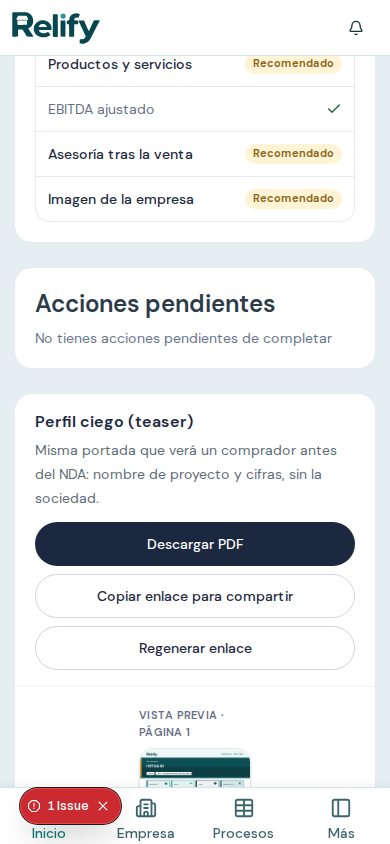 Relify
Productos y servicios
Recomendado
EBITDA ajustado
Asesoría tras la venta
Recomendado
Imagen de la empresa
Recomendado
Acciones pendientes
No tienes acciones pendientes de completar
Perfil ciego (teaser)
Misma portada que verá un comprador antes
del NDA: nombre de proyecto y cifras, sin la
sociedad.
Descargar PDF
Copiar enlace para compartir
Regenerar enlace
VISTA PREVIA ·
PÁGINA 1
1 Issue
Inicio
Empresa
Procesos
Más